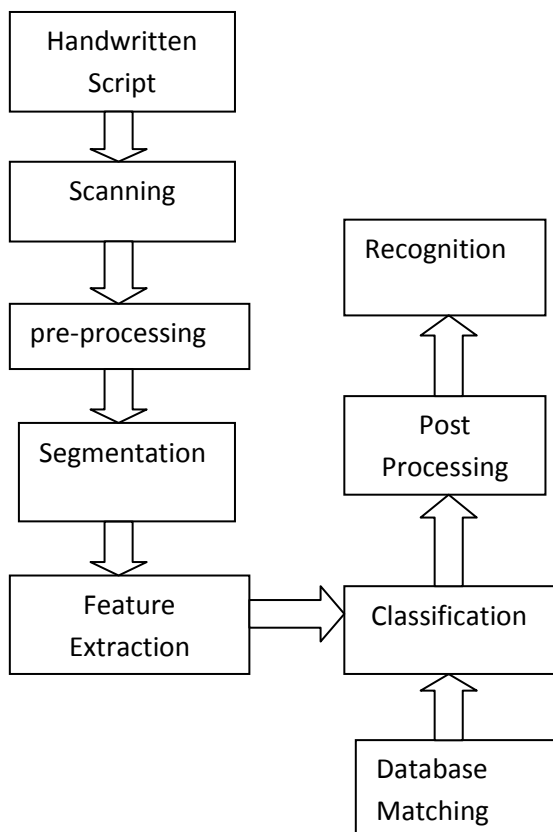 Handwritten
Script
Scanning
pre-processing
Segmentation
Feature
Extraction
Recognition
Post
Processing
Classification
Database
Matching